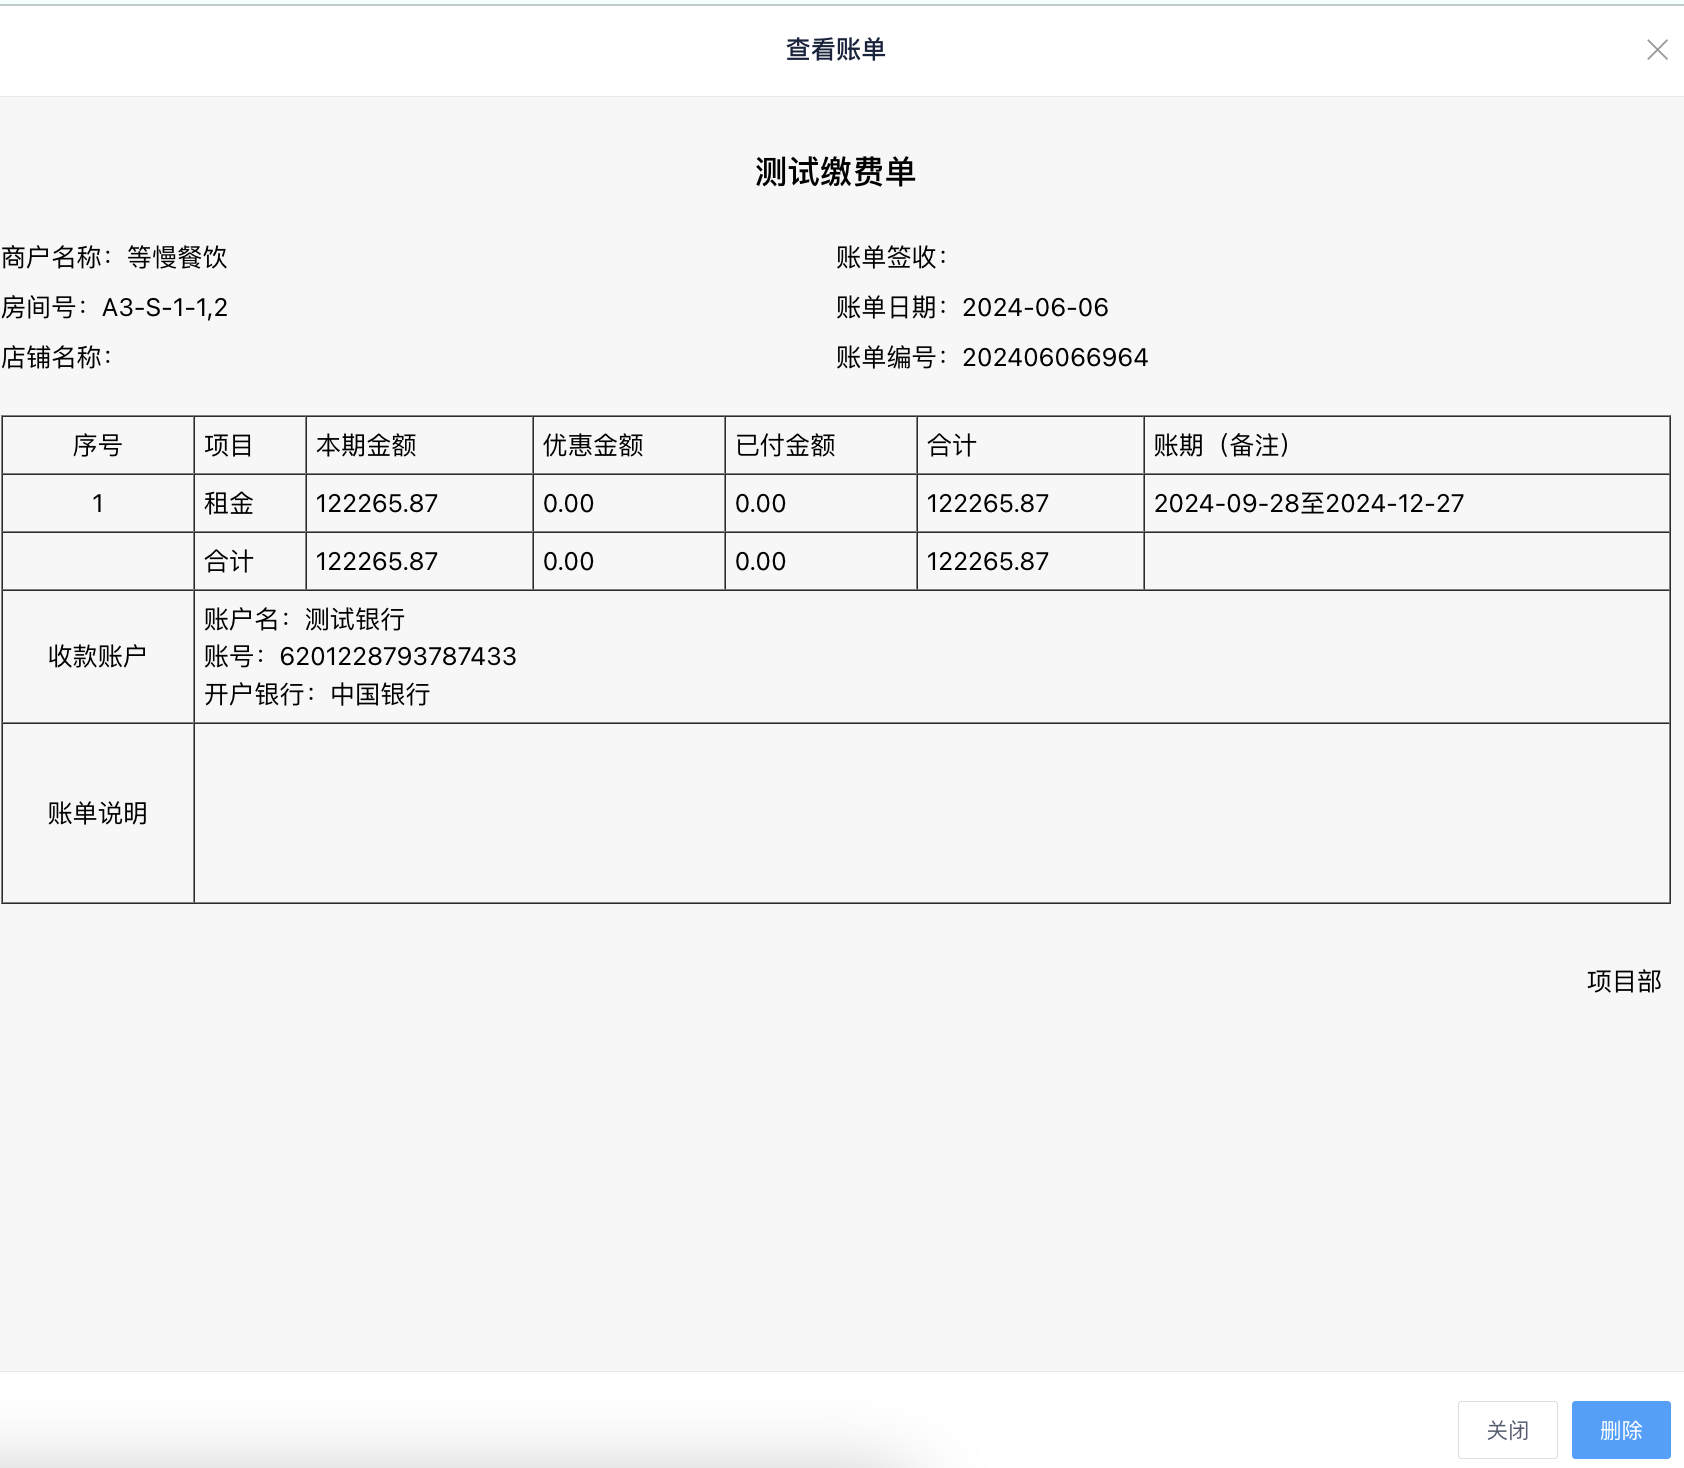 查看账单
测试缴费单
商户名称：等慢餐饮
账单签收：
房间号：A3-S-1-1,2
账单日期：2024-06-06
店铺名称：
账单编号：202406066964
序号 项目 本期金额 优惠金额 已付金额 合计 账期（备注）
1 租金 122265.87 0.00 0.00 122265.87 2024-09-28至2024-12-27
合计 122265.87 0.00 0.00 122265.87
收款账户
账户名：测试银行
账号：6201228793787433
开户银行：中国银行
账单说明
项目部
关闭 删除